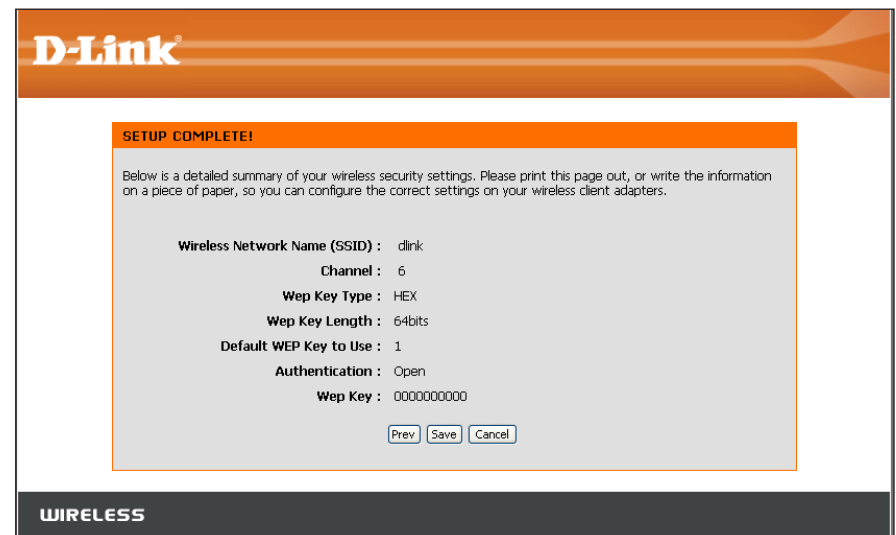 D-Link
SETUP COMPLETE!
Below is a detailed summary of your wireless security settings. Please print this page out, or write the information
on a piece of paper, so you can configure the correct settings on your wireless client adapters.
Wireless Network Name (SSID) : dlink
Channel : 6
Wep Key Type : HEX
Wep Key Length : 64bits
Default WEP Key to Use : 1
Authentication : Open
Wep Key : 0000000000
Prev Save Cancel
WIRELESS